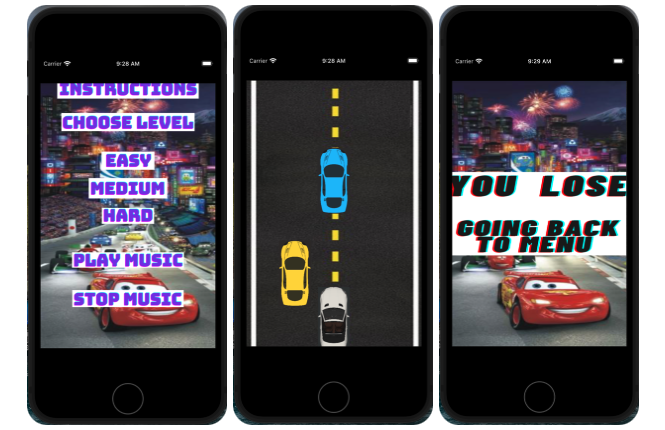 Carrier 9:28 AM
INSTRUCTIONS
CHOOSE LEVEL
EASY
MEDIUM
HARD
PLAY MUSIC
STOP MUSIC
Carrier 9:28 AM
Carrier 9:29 AM
YOU LOSE
GOING BACK
TO MENU